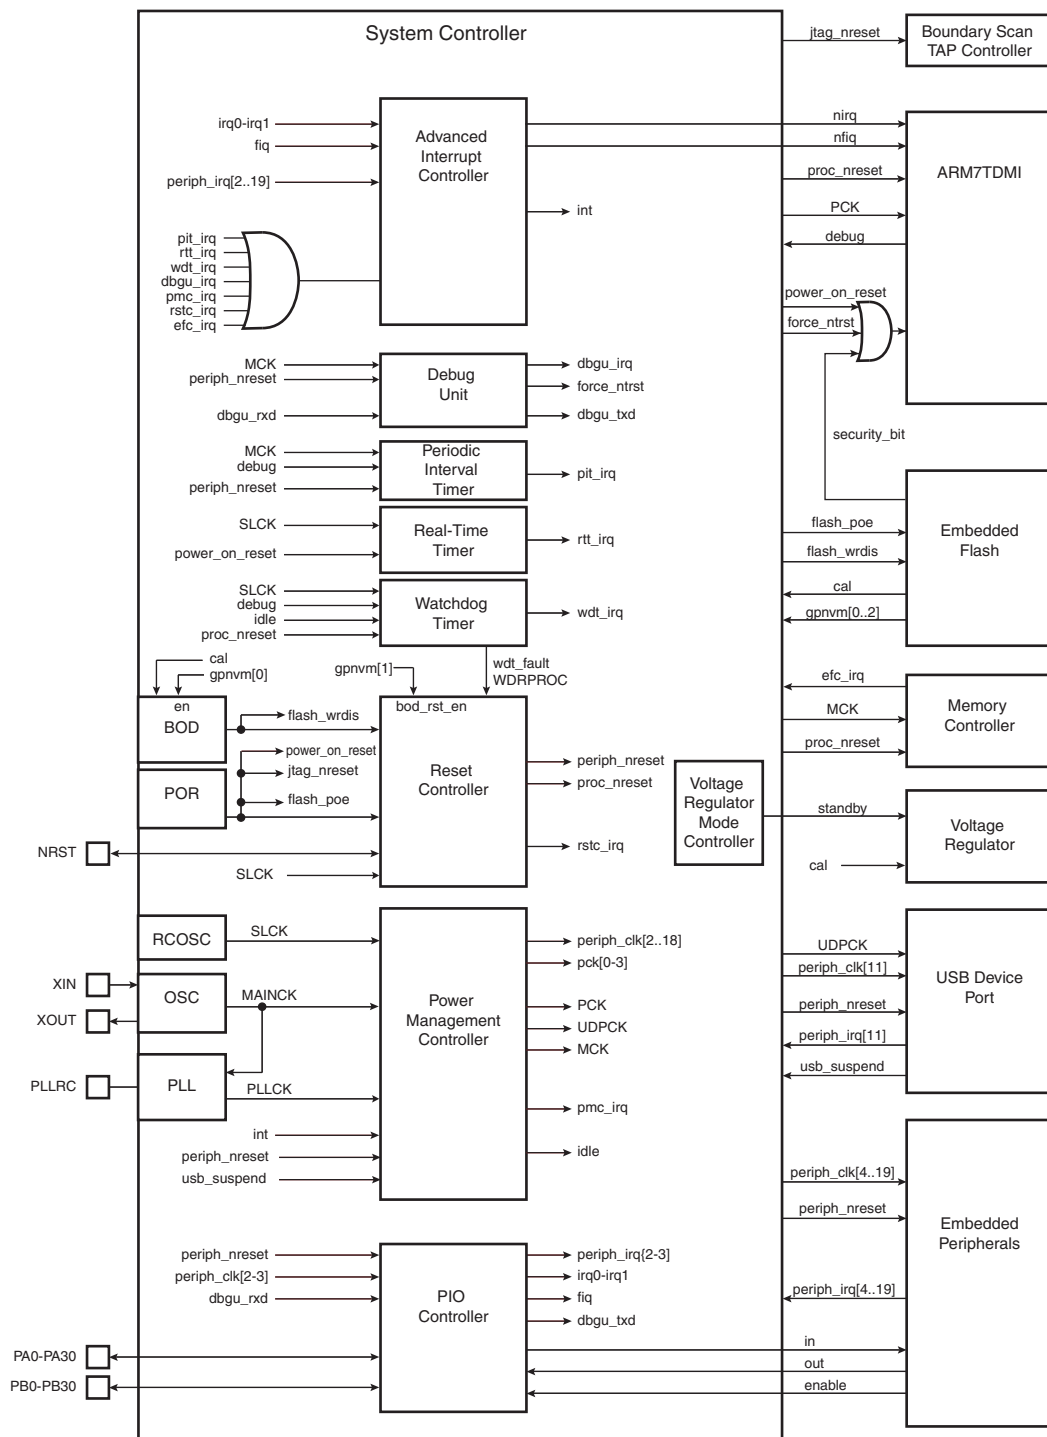 System Controller
jtag_nreset
Boundary Scan
TAP Controller
irq0-irq1
fiq
periph_irq[2..19]
Advanced
Interrupt
Controller
int
nirq
nfiq
proc_nreset
PCK
debug
ARM7TDMI
pit_irq
rtt_irq
wdt_irq
dbgu_irq
pmc_irq
rstc_irq
efc_irq
power_on_reset
force_ntrst
security_bit
MCK
periph_nreset
dbgu_rxd
Debug
Unit
dbgu_irq
force_ntrst
dbgu_txd
MCK
debug
periph_nreset
Periodic
Interval
Timer
pit_irq
SLCK
power_on_reset
Real-Time
Timer
rtt_irq
flash_poe
flash_wrdis
cal
gpnvm[0..2]
Embedded
Flash
SLCK
debug
idle
proc_nreset
Watchdog
Timer
wdt_irq
cal
gpnvm[0]
gpnvm[1]
wdt_fault
WDRPROC
en
BOD
flash_wrdis
bod_rst_en
Reset
Controller
power_on_reset
jtag_nreset
flash_poe
POR
periph_nreset
proc_nreset
rstc_irq
NRST
SLCK
efc_irq
MCK
proc_nreset
Memory
Controller
Voltage
Regulator
Mode
Controller
standby
cal
Voltage
Regulator
RCOSC
SLCK
XIN
XOUT
OSC
MAINCK
PLLRC
PLL
PLLCK
int
periph_nreset
usb_suspend
Power
Management
Controller
periph_clk[2..18]
pck[0-3]
PCK
UDPCK
MCK
pmc_irq
idle
UDPCK
periph_clk[11]
periph_nreset
periph_irq[11]
usb_suspend
USB Device
Port
periph_clk[4..19]
periph_nreset
periph_irq[4..19]
in
out
enable
Embedded
Peripherals
periph_nreset
periph_clk[2-3]
dbgu_rxd
PIO
Controller
periph_irq{2-3]
irq0-irq1
fiq
dbgu_txd
PA0-PA30
PB0-PB30